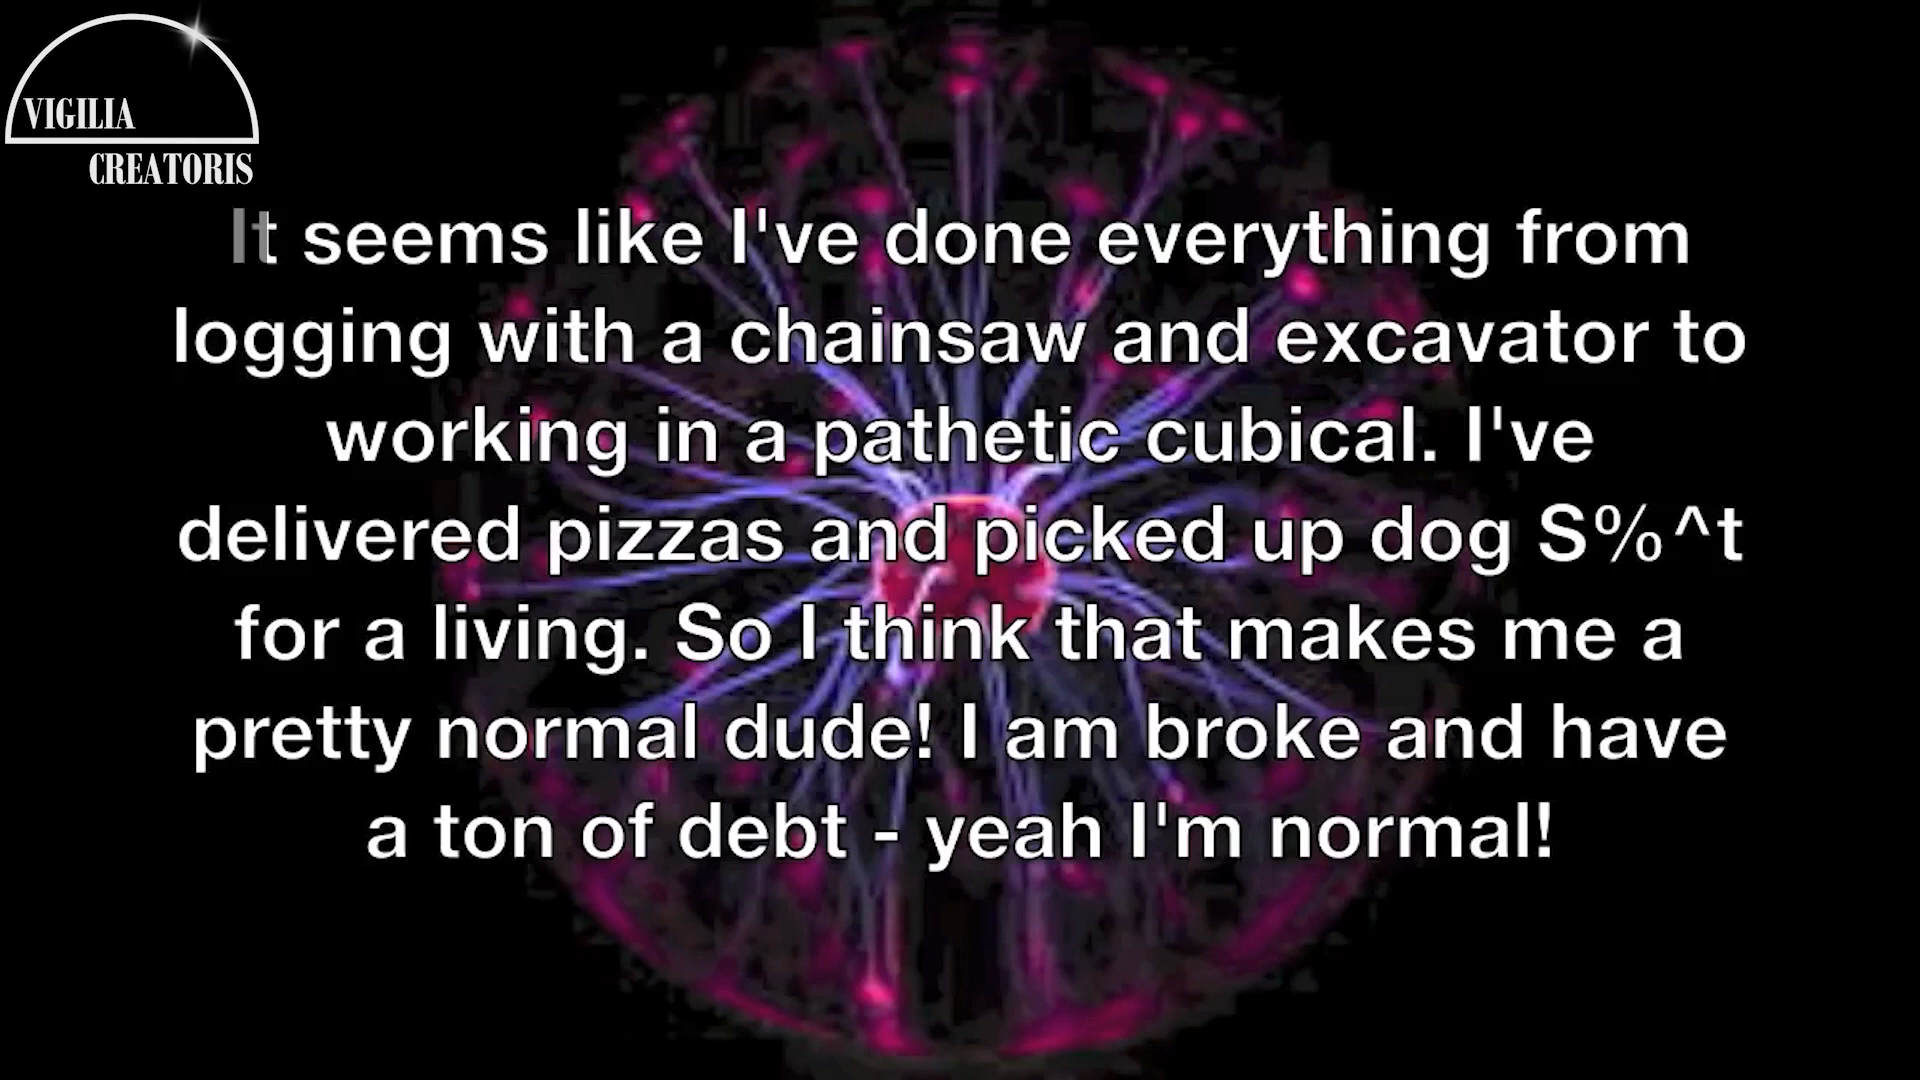 VIGILIA
CREATORIS
It seems like I've done everything from
logging with a chainsaw and excavator to
working in a pathetic cubical. I've
delivered pizzas and picked up dog S%^t
for a living. So I think that makes me a
pretty normal dude! I am broke and have
a ton of debt - yeah I'm normal!